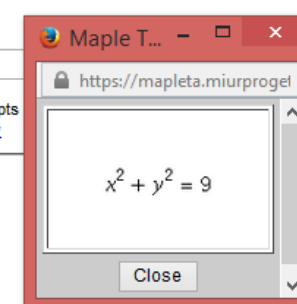 Maple T...
https://mapleta.miurproget
pts
x² + y² = 9
Close